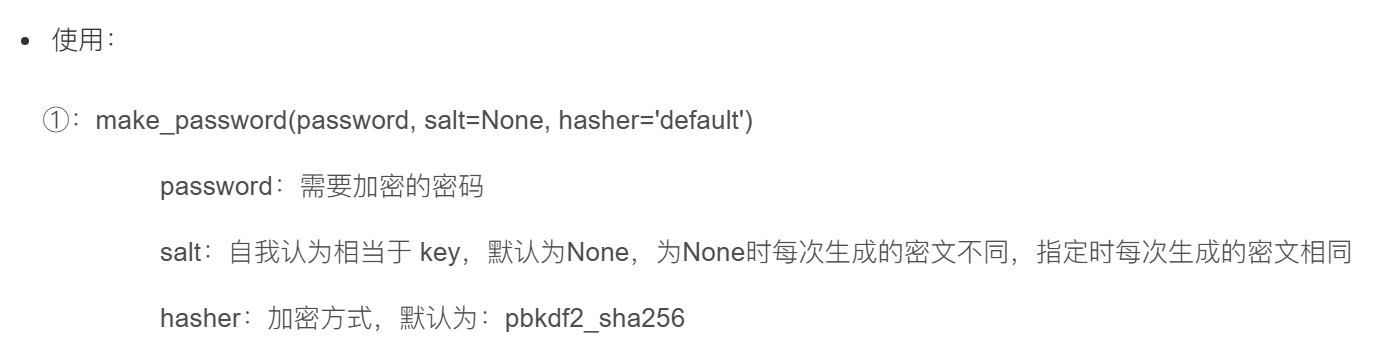 • 使用：
①：make_password(password, salt=None, hasher='default')
password：需要加密的密码
salt：自我认为相当于 key，默认为None，为None时每次生成的密文不同，指定时每次生成的密文相同
hasher：加密方式，默认为：pbkdf2_sha256